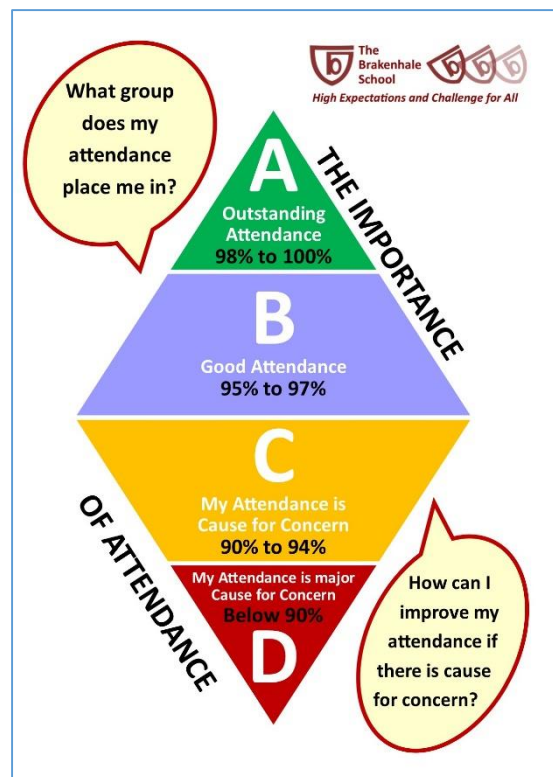 The
Brakenhale
School
High Expectations and Challenge for All
What group
does my
attendance
place me in?
THE IMPORTANCE
A
Outstanding
Attendance
98% to 100%
B
Good Attendance
95% to 97%
C
My Attendance is
Cause for Concern
90% to 94%
OF ATTENDANCE
My Attendance is major
Cause for Concern
Below 90%
D
How can I
improve my
attendance if
there is cause
for concern?